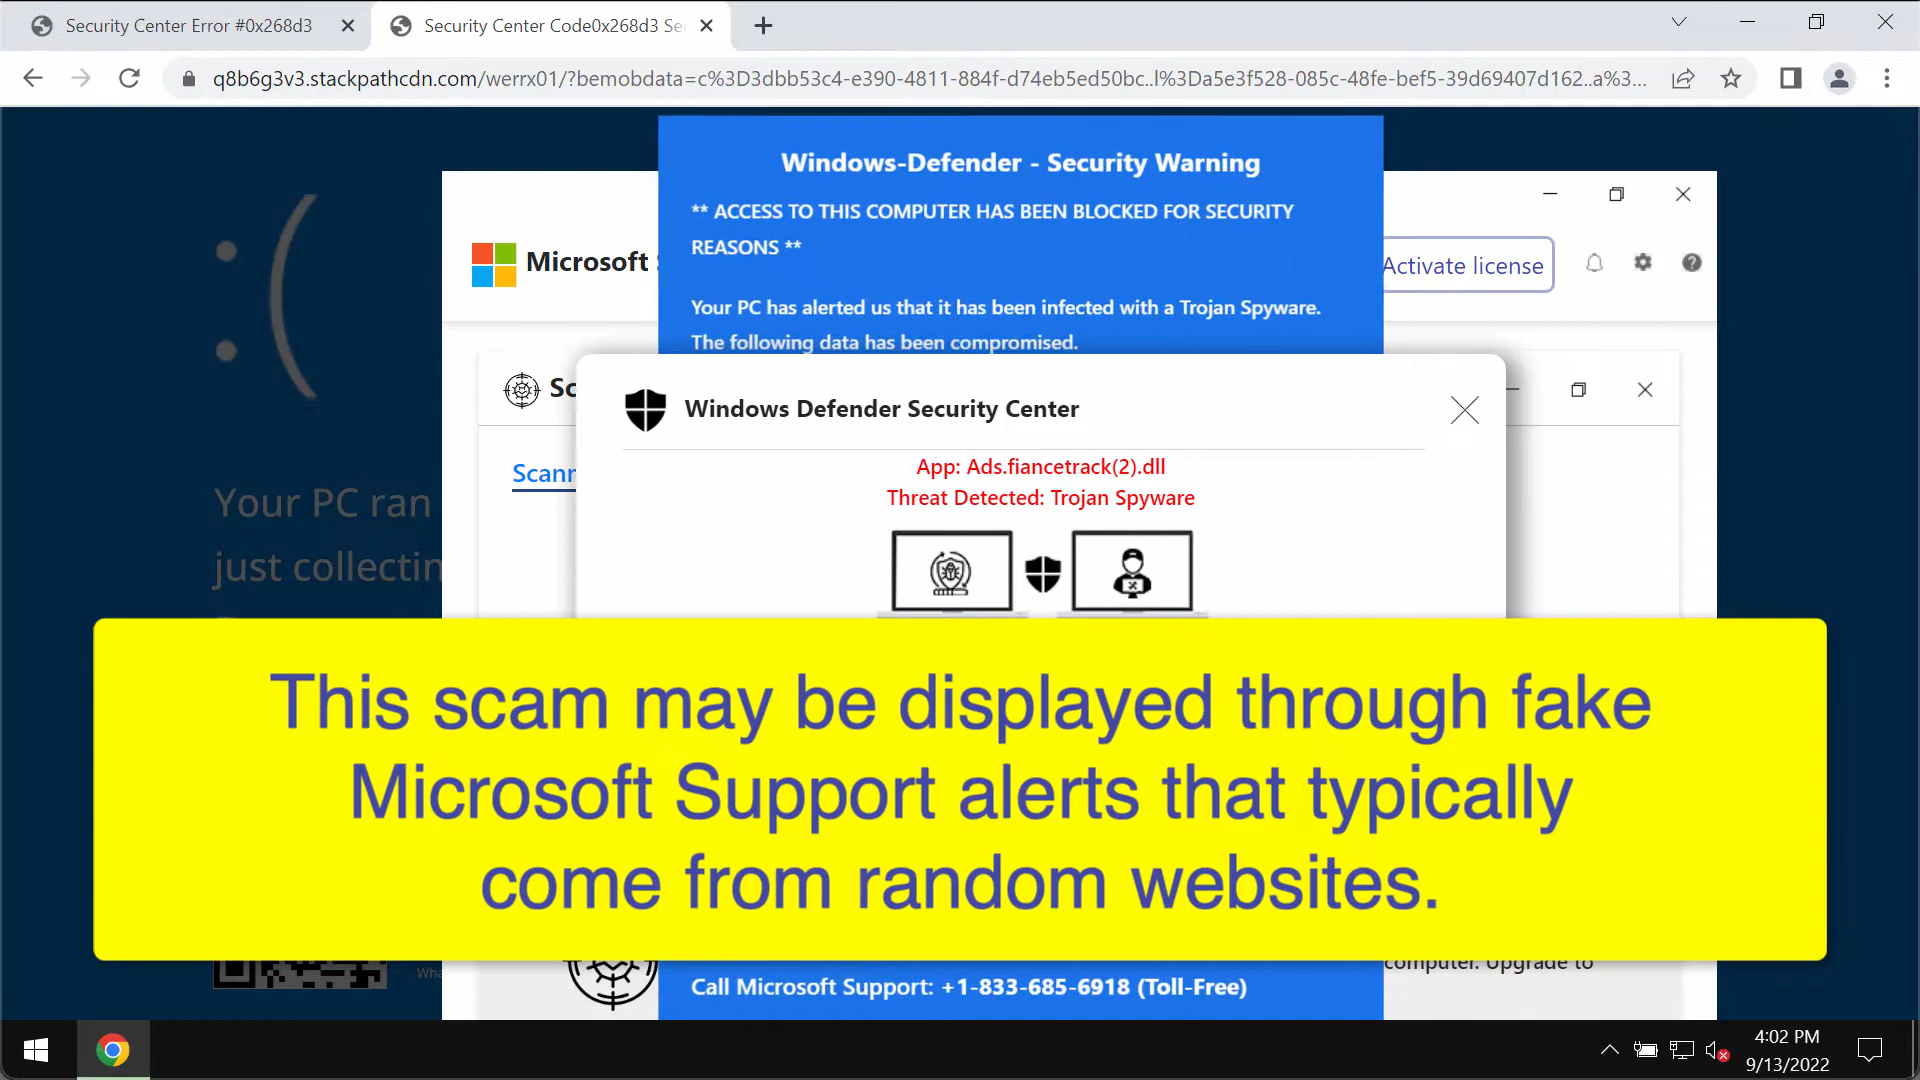 Security Center Error #0x268d3
Security Center Code0x268d3 Se
q8b6g3v3.stackpathcdn.com/werrx01/?bemobdata=c%3D3dbb53c4-e390-4811-884f-d74eb5ed50bc..l%3Da5e3f528-085c-48fe-bef5-39d69407d162..a%3...
Windows-Defender - Security Warning
** ACCESS TO THIS COMPUTER HAS BEEN BLOCKED FOR SECURITY
REASONS **
Microsoft
Activate license
Your PC has alerted us that it has been infected with a Trojan Spyware.
The following data has been compromised.
Sc
Windows Defender Security Center
App: Ads.fiancetrack(2).dll
Scann
Threat Detected: Trojan Spyware
Your PC ran
just collectin
This scam may be displayed through fake
Microsoft Support alerts that typically
come from random websites.
computer. Upgrade to
Wha
Call Microsoft Support: +1-833-685-6918 (Toll-Free)
4:02 PM
9/13/2022